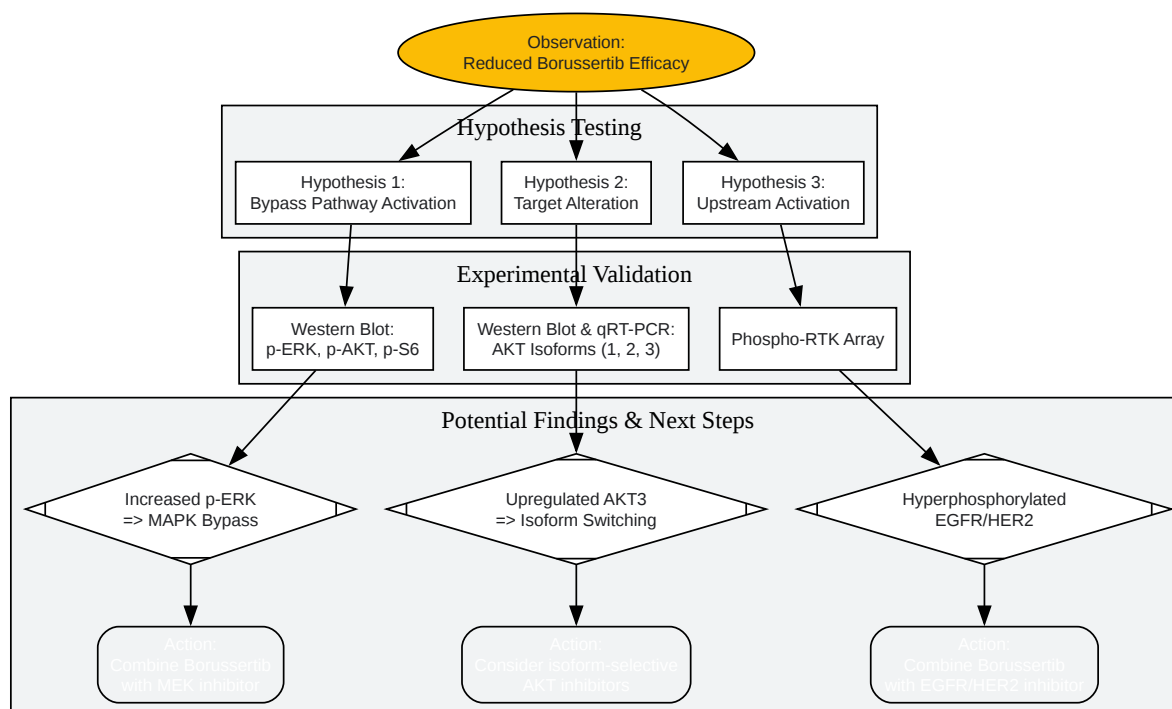 Observation:
Reduced Borussertib Efficacy
Hypothesis Testing
Hypothesis 1:
Bypass Pathway Activation
Hypothesis 2:
Target Alteration
Hypothesis 3:
Upstream Activation
Experimental Validation
Western Blot:
p-ERK, p-AKT, p-S6
Western Blot & qRT-PCR:
AKT Isoforms (1, 2, 3)
Phospho-RTK Array
Potential Findings & Next Steps
Increased p-ERK
=> MAPK Bypass
Upregulated AKT3
=> Isoform Switching
Hyperphosphorylated
EGFR/HER2
Action:
Combine Borussertib
with MEK inhibitor
Action:
Consider isoform-selective
AKT inhibitors
Action:
Combine Borussertib
with EGFR/HER2 inhibitor